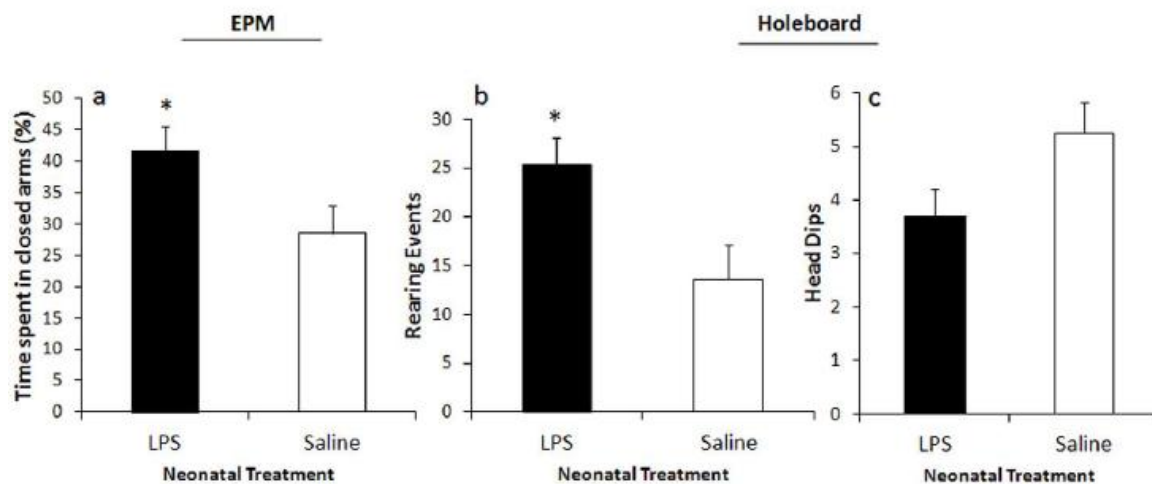 EPM
Holeboard
a
*
Time spent in closed arms (%)
50
45
40
35
30
25
20
15
10
5
0
LPS Saline
Neonatal Treatment
b
*
Rearing Events
30
25
20
15
10
5
0
LPS Saline
Neonatal Treatment
c
Head Dips
6
5
4
3
2
1
0
LPS Saline
Neonatal Treatment